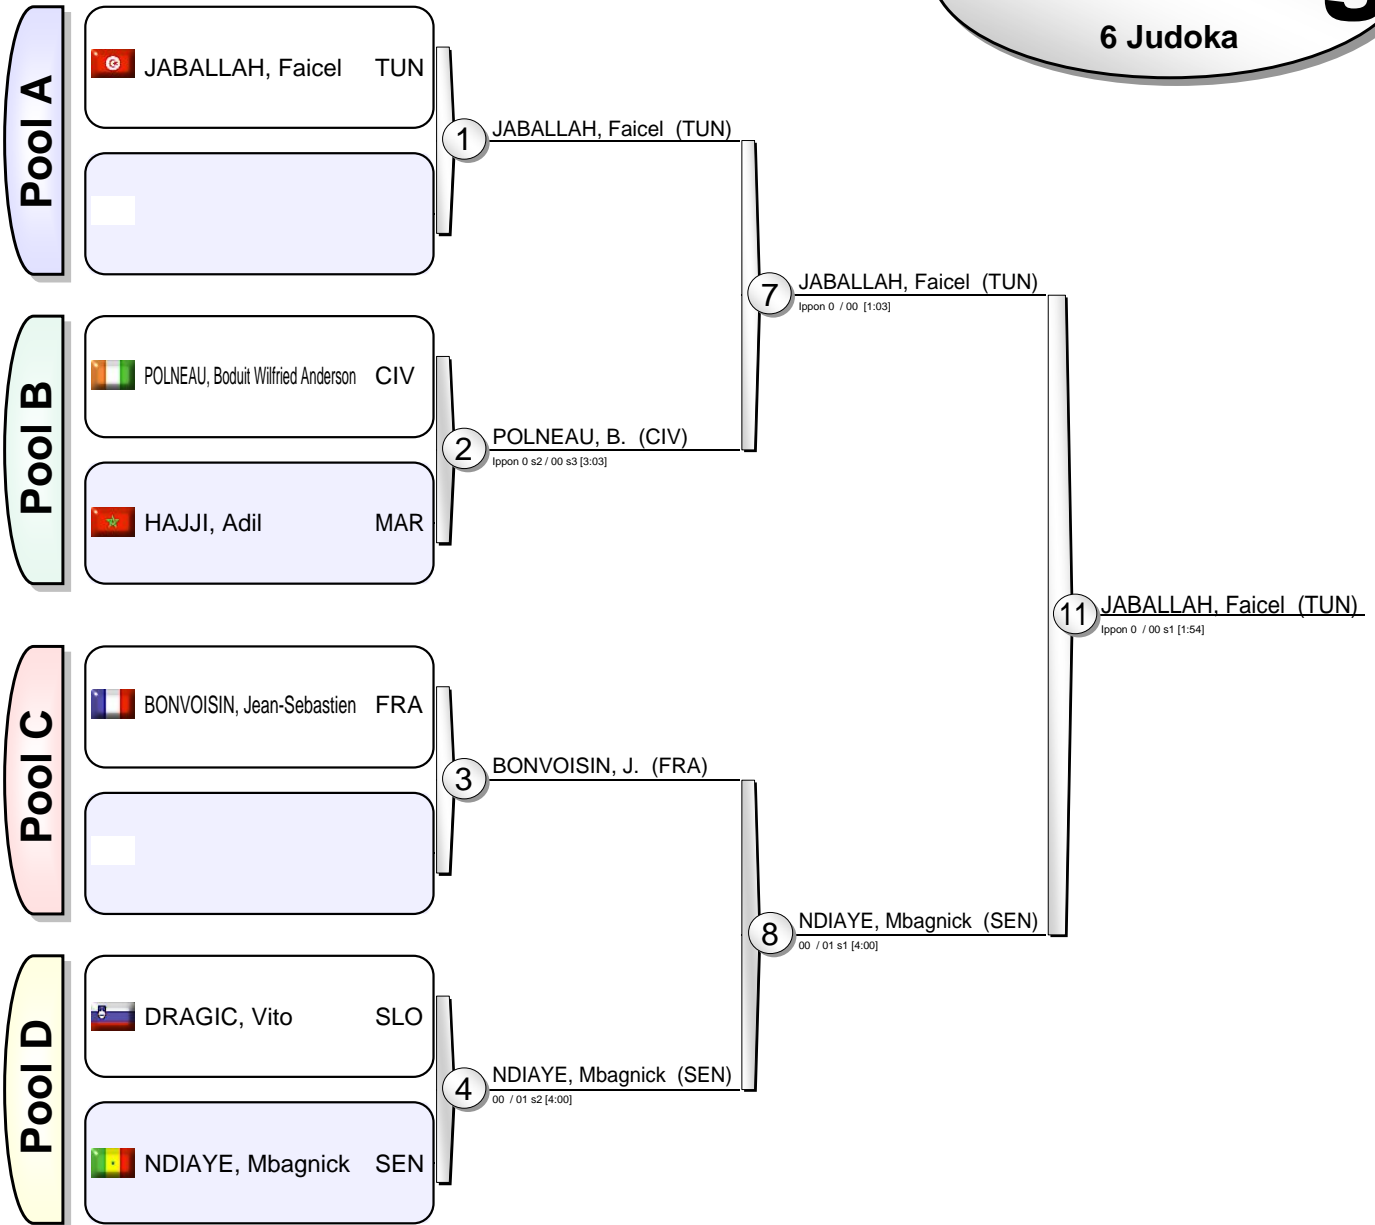 6 Judoka
Pool A
JABALLAH, Faicel TUN
1 JABALLAH, Faicel (TUN)
7 JABALLAH, Faicel (TUN)
Ippon 0 / 00 [1:03]
Pool B
POLNEAU, Boduit Wilfried Anderson CIV
2 POLNEAU, B. (CIV)
Ippon 0 s2 / 00 s3 [3:03]
HAJJI, Adil MAR
11 JABALLAH, Faicel (TUN)
Ippon 0 / 00 s1 [1:54]
Pool C
BONVOISIN, Jean-Sebastien FRA
3 BONVOISIN, J. (FRA)
8 NDIAYE, Mbagnick (SEN)
00 / 01 s1 [4:00]
Pool D
DRAGIC, Vito SLO
4 NDIAYE, Mbagnick (SEN)
00 / 01 s2 [4:00]
NDIAYE, Mbagnick SEN